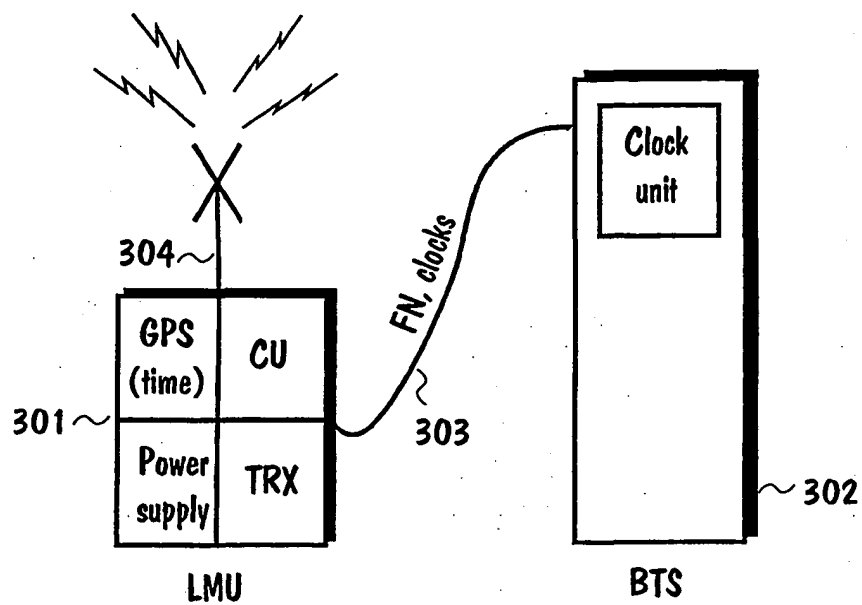 304
GPS
(time)
CU
301
Power
supply
TRX
LMU
FN, clocks
303
Clock
unit
302
BTS